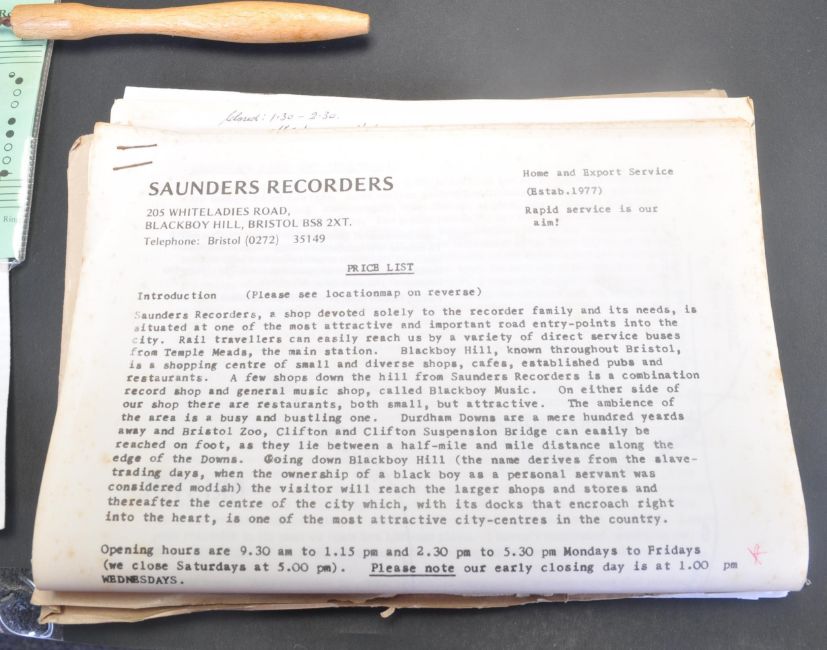 Closed: 1.30 - 2.30.
SAUNDERS RECORDERS
205 WHITELADIES ROAD,
BLACKBOY HILL, BRISTOL BS8 2XT.
Telephone: Bristol (0272) 35149
Home and Export Service
(Estab.1977)
Rapid service is our
aim!
PRICE LIST
Introduction (Please see locationmap on reverse)
Saunders Recorders, a shop devoted solely to the recorder family and its needs, is
situated at one of the most attractive and important road entry-points into the
city. Rail travellers can easily reach us by a variety of direct service buses
from Temple Meads, the main station. Blackboy Hill, known throughout Bristol,
is a shopping centre of small and diverse shops, cafes, established pubs and
restaurants. A few shops down the hill from Saunders Recorders is a combination
record shop and general music shop, called Blackboy Music. On either side of
our shop there are restaurants, both small, but attractive. The ambience of
the area is a busy and bustling one. Durdham Downs are a mere hundred yeards
away and Bristol Zoo, Clifton and Clifton Suspension Bridge can easily be
reached on foot, as they lie between a half-mile and mile distance along the
edge of the Downs. Going down Blackboy Hill (the name derives from the slave-
trading days, when the ownership of a black boy as a personal servant was
considered modish) the visitor will reach the larger shops and stores and
thereafter the centre of the city which, with its docks that encroach right
into the heart, is one of the most attractive city-centres in the country.
Opening hours are 9.30 am to 1.15 pm and 2.30 pm to 5.30 pm Mondays to Fridays
(we close Saturdays at 5.00 pm). Please note our early closing day is at 1.00 pm
WEDNESDAYS.